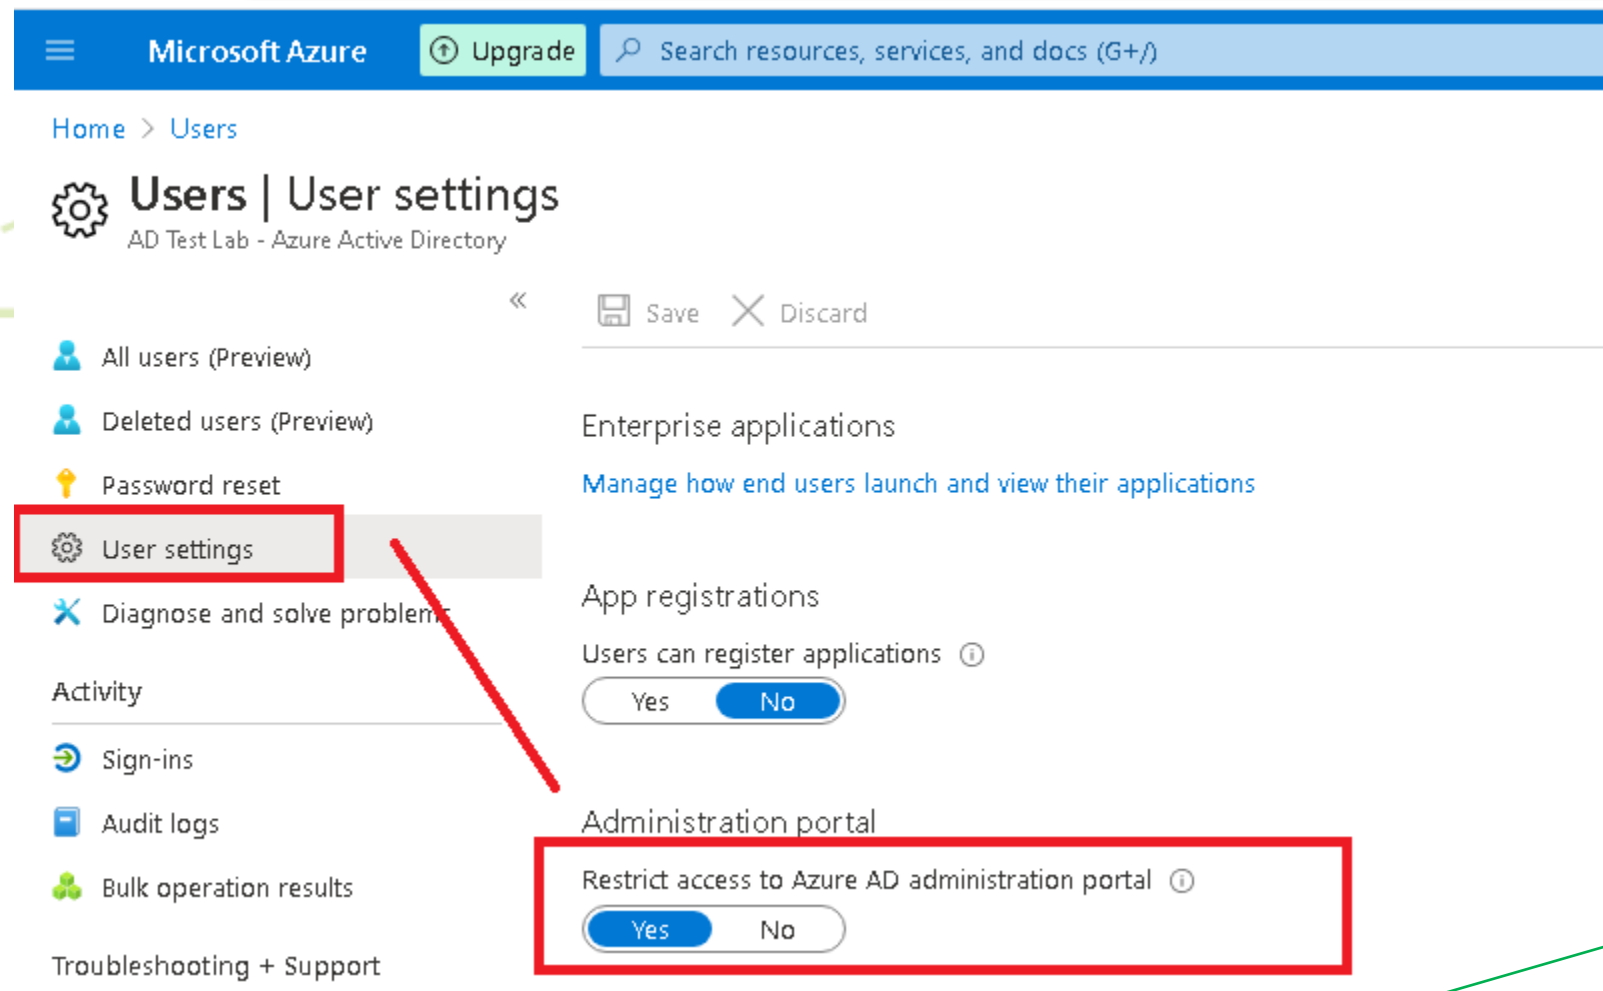 Microsoft Azure
Upgrade
Search resources, services, and docs (G+/)
Home > Users
Users | User settings
AD Test Lab - Azure Active Directory
«
Save
Discard
All users (Preview)
Deleted users (Preview)
Password reset
User settings
Diagnose and solve problems
Activity
Sign-ins
Audit logs
Bulk operation results
Troubleshooting + Support
Enterprise applications
Manage how end users launch and view their applications
App registrations
Users can register applications
Yes No
Administration portal
Restrict access to Azure AD administration portal
Yes No